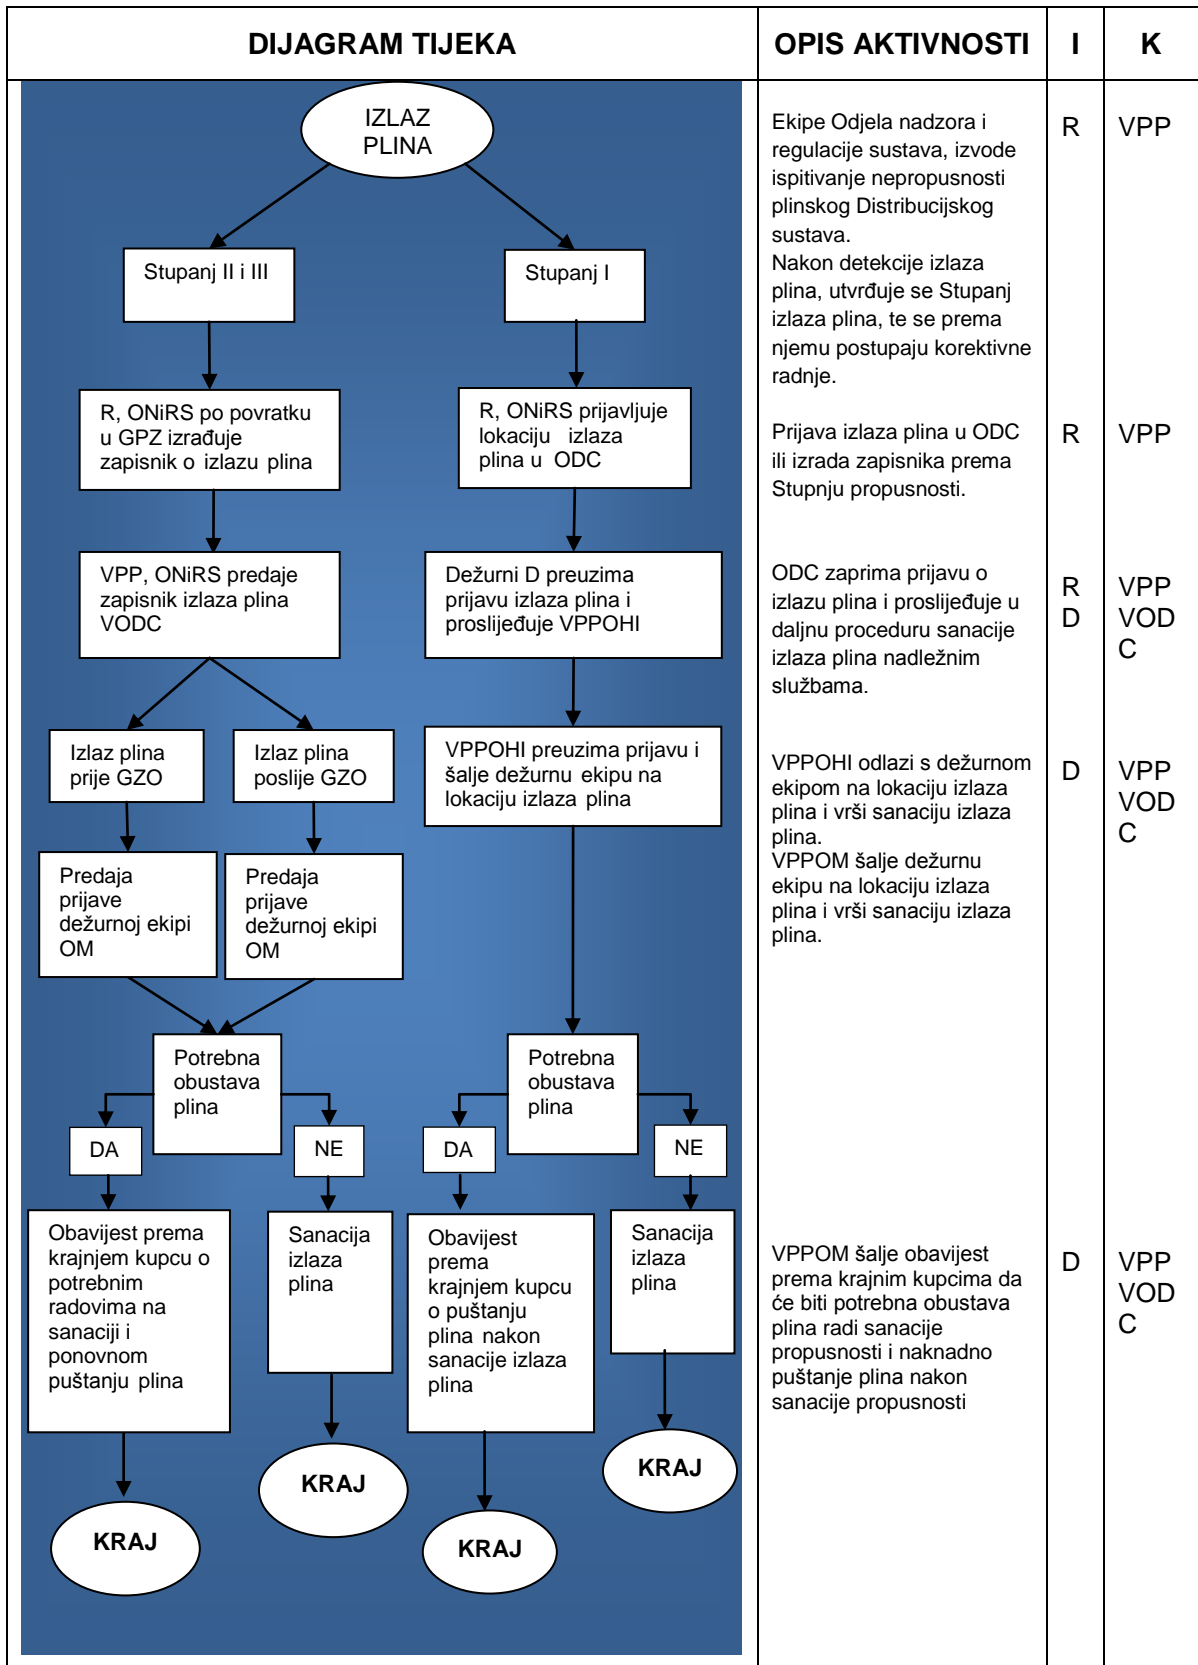 DIJAGRAM TIJEKA
OPIS AKTIVNOSTI
I
K
IZLAZ
PLINA
Stupanj II i III
Stupanj I
R, ONiRS po povratku
u GPZ izrađuje
zapisnik o izlazu plina
R, ONiRS prijavljuje
lokaciju izlaza
plina u ODC
VPP, ONiRS predaje
zapisnik izlaza plina
VODC
Dežurni D preuzima
prijavu izlaza plina i
proslijeđuje VPPOHI
Izlaz plina
prije GZO
Izlaz plina
poslije GZO
VPPOHI preuzima prijavu i
šalje dežurnu ekipu na
lokaciju izlaza plina
Predaja
prijave
dežurnoj ekipi
OM
Predaja
prijave
dežurnoj ekipi
OM
Potrebna
obustava
plina
Potrebna
obustava
plina
DA
NE
DA
NE
Obavijest prema
krajnjem kupcu o
potrebnim
radovima na
sanaciji i
ponovnom
puštanju plina
Sanacija
izlaza
plina
Obavijest
prema
krajnjem kupcu
o puštanju
plina nakon
sanacije izlaza
plina
Sanacija
izlaza
plina
KRAJ
KRAJ
KRAJ
KRAJ
Ekipe Odjela nadzora i
regulacije sustava, izvode
ispitivanje nepropusnosti
plinskog Distribucijskog
sustava.
Nakon detekcije izlaza
plina, utvrđuje se Stupanj
izlaza plina, te se prema
njemu postupaju korektivne
radnje.
R
VPP
Prijava izlaza plina u ODC
ili izrada zapisnika prema
Stupnju propusnosti.
R
VPP
ODC zaprima prijavu o
izlazu plina i proslijeđuje u
daljnu proceduru sanacije
izlaza plina nadležnim
službama.
R
D
VPP
VOD
C
VPPOHI odlazi s dežurnom
ekipom na lokaciju izlaza
plina i vrši sanaciju izlaza
plina.
VPPOM šalje dežurnu
ekipu na lokaciju izlaza
plina i vrši sanaciju izlaza
plina.
D
VPP
VOD
C
VPPOM šalje obavijest
prema krajnim kupcima da
će biti potrebna obustava
plina radi sanacije
propusnosti i naknadno
puštanje plina nakon
sanacije propusnosti
D
VPP
VOD
C